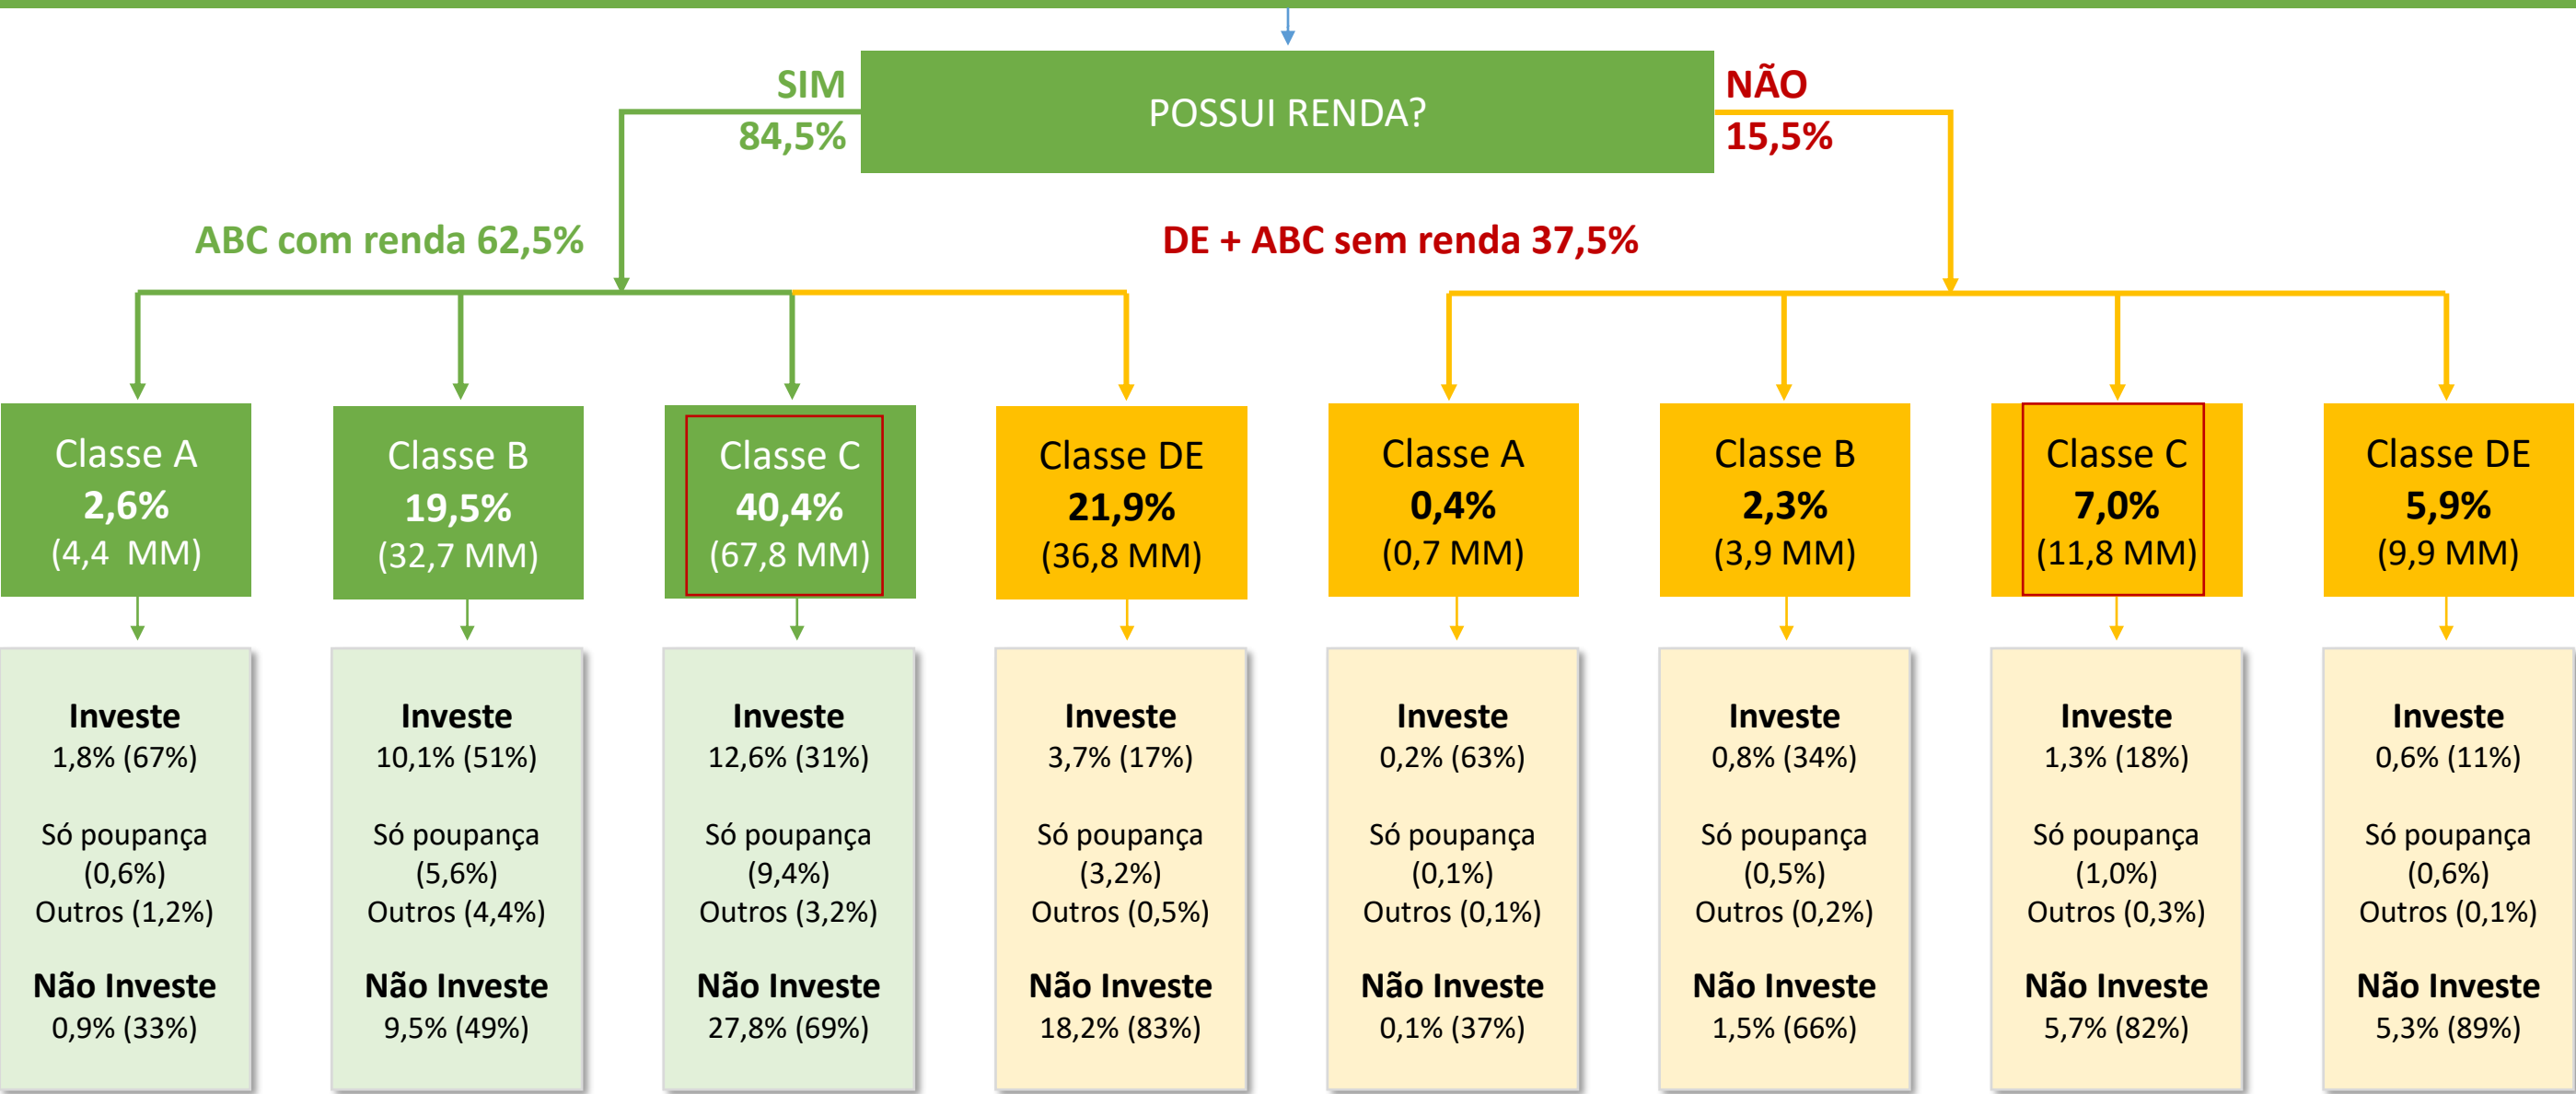 SIM
84,5%
POSSUI RENDA?
NÃO
15,5%
ABC com renda 62,5%
DE + ABC sem renda 37,5%
Classe A
2,6%
(4,4  MM)
Classe B
19,5%
(32,7 MM)
Classe C
40,4%
(67,8 MM)
Classe DE
21,9%
(36,8 MM)
Classe A
0,4%
(0,7 MM)
Classe B
2,3%
(3,9 MM)
Classe C
7,0%
(11,8 MM)
Classe DE
5,9%
(9,9 MM)
Investe
1,8% (67%)
Só poupança
(0,6%)
Outros (1,2%)
Não Investe
0,9% (33%)
Investe
10,1% (51%)
Só poupança
(5,6%)
Outros (4,4%)
Não Investe
9,5% (49%)
Investe
12,6% (31%)
Só poupança
(9,4%)
Outros (3,2%)
Não Investe
27,8% (69%)
Investe
3,7% (17%)
Só poupança
(3,2%)
Outros (0,5%)
Não Investe
18,2% (83%)
Investe
0,2% (63%)
Só poupança
(0,1%)
Outros (0,1%)
Não Investe
0,1% (37%)
Investe
0,8% (34%)
Só poupança
(0,5%)
Outros (0,2%)
Não Investe
1,5% (66%)
Investe
1,3% (18%)
Só poupança
(1,0%)
Outros (0,3%)
Não Investe
5,7% (82%)
Investe
0,6% (11%)
Só poupança
(0,6%)
Outros (0,1%)
Não Investe
5,3% (89%)